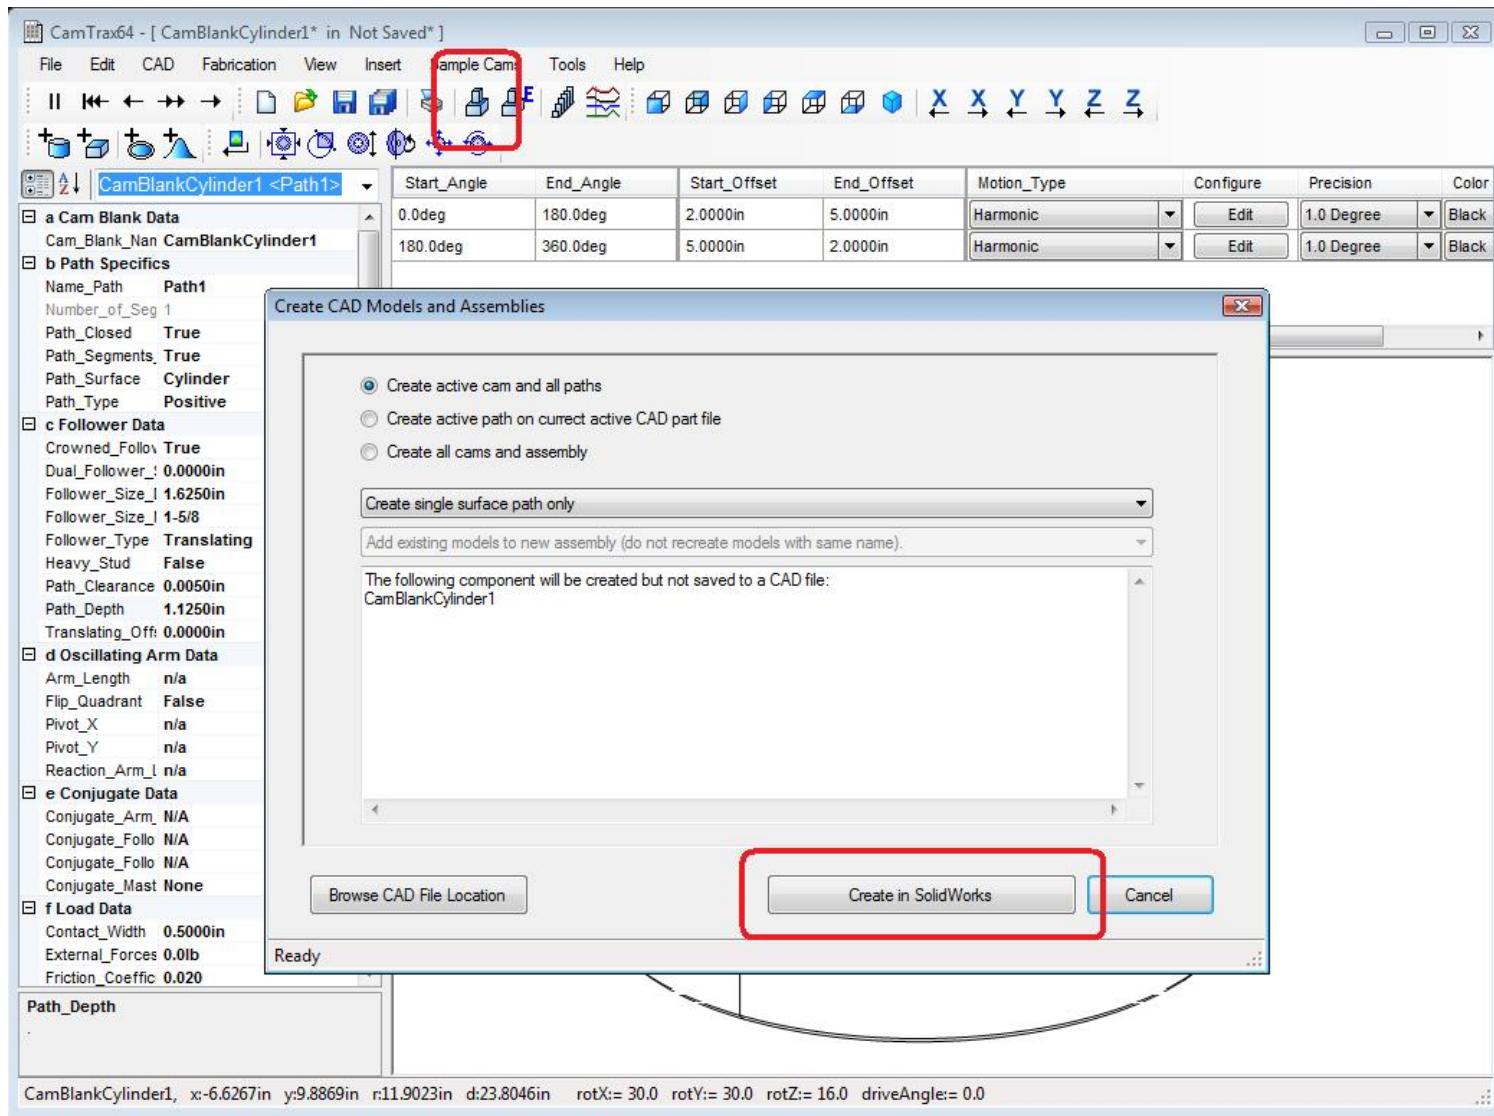 CamTrax64 - [ CamBlankCylinder1* in Not Saved* ]
File Edit CAD Fabrication View Insert Sample Cams Tools Help
E X X Y Y Z Z
A Z CamBlankCylinder1 <Path1>
Start_Angle End_Angle Start_Offset End_Offset Motion_Type Configure Precision Color
0.0deg 180.0deg 2.0000in 5.0000in Harmonic Edit 1.0 Degree Black
180.0deg 360.0deg 5.0000in 2.0000in Harmonic Edit 1.0 Degree Black
a Cam Blank Data
Cam_Blank_Nan CamBlankCylinder1
b Path Specifics
Name_Path Path1
Number_of_Seg 1
Path_Closed True
Path_Segments_ True
Path_Surface Cylinder
Path_Type Positive
c Follower Data
Crowned_Follov True
Dual_Follower_ 0.0000in
Follower_Size_ 1.6250in
Follower_Size_ 1-5/8
Follower_Type Translating
Heavy_Stud False
Path_Clearance 0.0050in
Path_Depth 1.1250in
Translating_Off 0.0000in
d Oscillating Arm Data
Arm_Length n/a
Flip_Quadrant False
Pivot_X n/a
Pivot_Y n/a
Reaction_Arm_L n/a
e Conjugate Data
Conjugate_Arm_ N/A
Conjugate_Follo N/A
Conjugate_Follo N/A
Conjugate_Mast None
f Load Data
Contact_Width 0.5000in
External_Forces 0.0lb
Friction_Coeffic 0.020
Path_Depth
.
Create CAD Models and Assemblies
Create active cam and all paths
Create active path on currect active CAD part file
Create all cams and assembly
Create single surface path only
Add existing models to new assembly (do not recreate models with same name).
The following component will be created but not saved to a CAD file:
CamBlankCylinder1
Browse CAD File Location Create in SolidWorks Cancel
Ready
CamBlankCylinder1, x:-6.6267in y:9.8869in r:11.9023in d:23.8046in rotX:= 30.0 rotY:= 30.0 rotZ:= 16.0 driveAngle:= 0.0